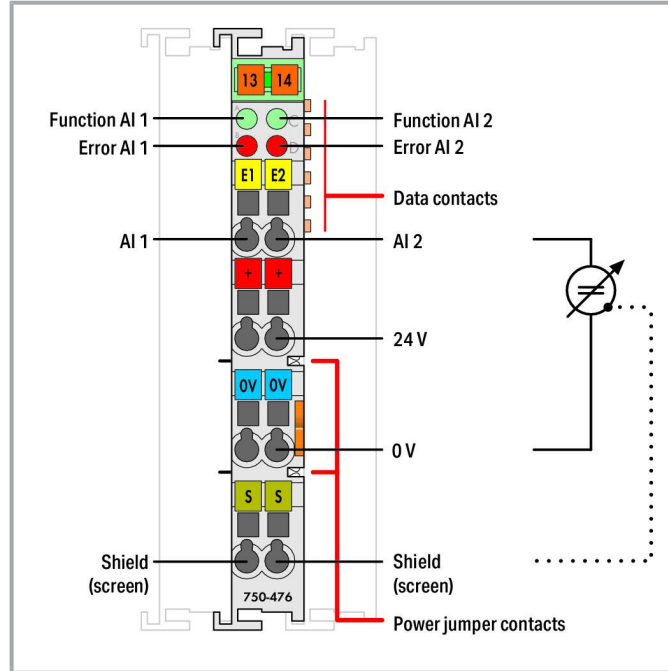 13 14
Function AI 1
Function AI 2
C
Error AI 1
Error AI 2
D
E1 E2
Data contacts
AI 1
AI 2
+ +
24 V
0V 0V
0 V
S S
Shield
(screen)
Shield
(screen)
750-476
Power jumper contacts